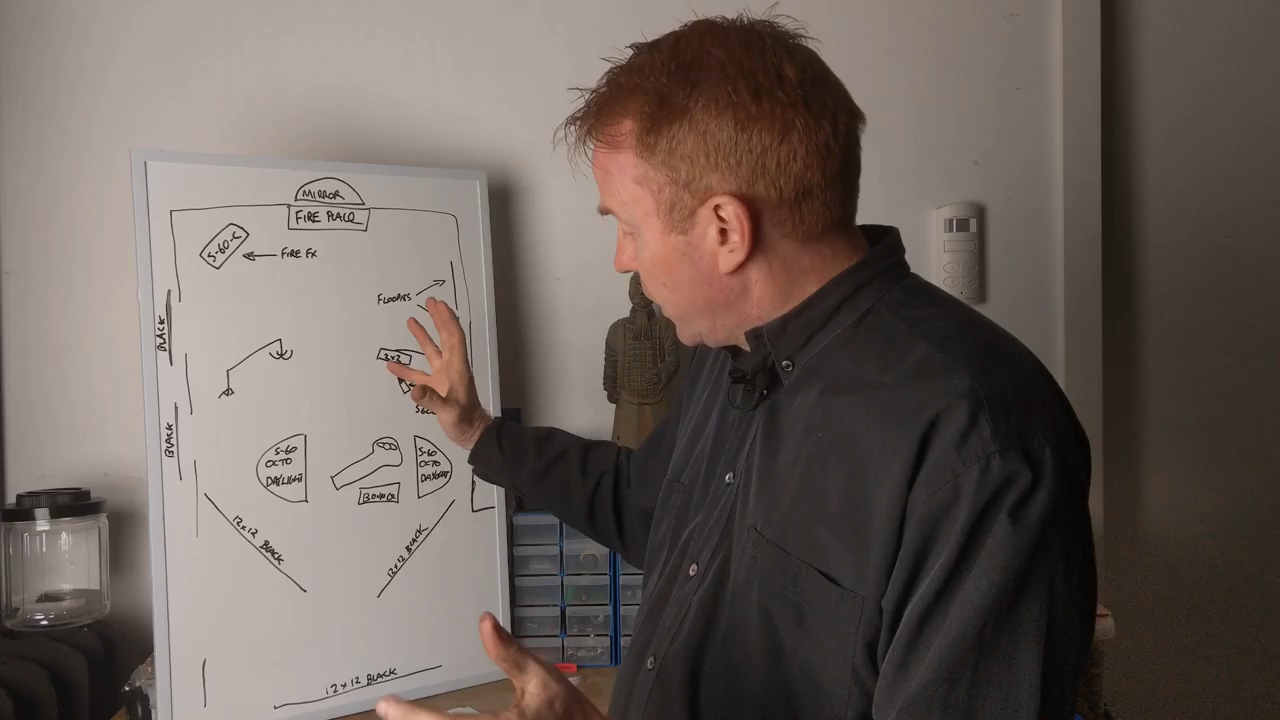 MIRROR
FIRE PLACE
S-60-C
FIRE FX
FLOPPIES
BLACK
2x2
BLACK
S-60
OCTO
DAYLIGHT
S-60
OCTO
DAYLIGHT
BOUNCE
12x12 BLACK
12x12 BLACK
12x12 BLACK